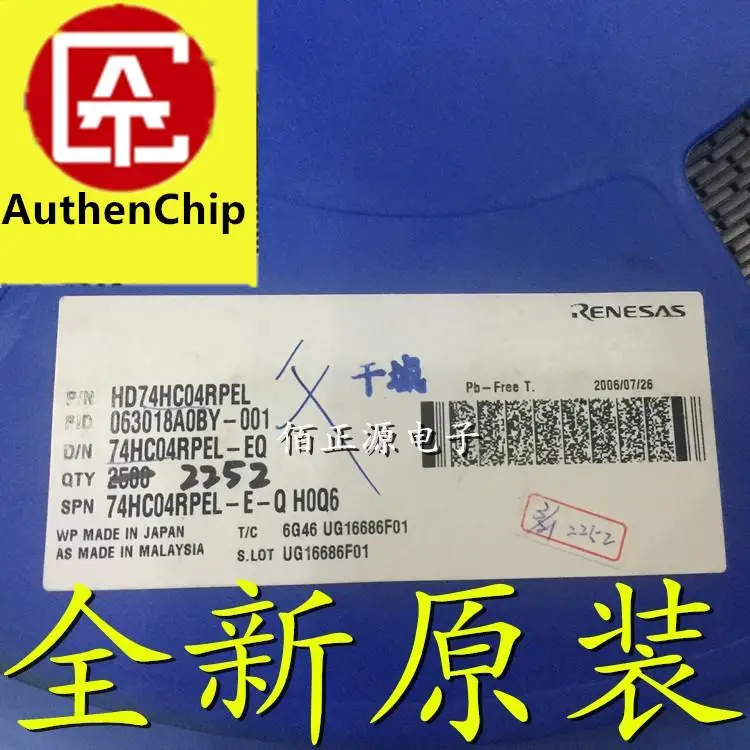 AuthenChip
RENESAS
Pb-Free T. 2006/07/26
P/N HD74HC04RPEL
PID 063018A0BY-001
D/N 74HC04RPEL-EQ
QTY 2500 2252
SPN 74HC04RPEL-E-Q H0Q6
WP MADE IN JAPAN T/C 6G46 UG16686F01
AS MADE IN MALAYSIA S.LOT UG16686F01
佰正源电子
2252
全新原装